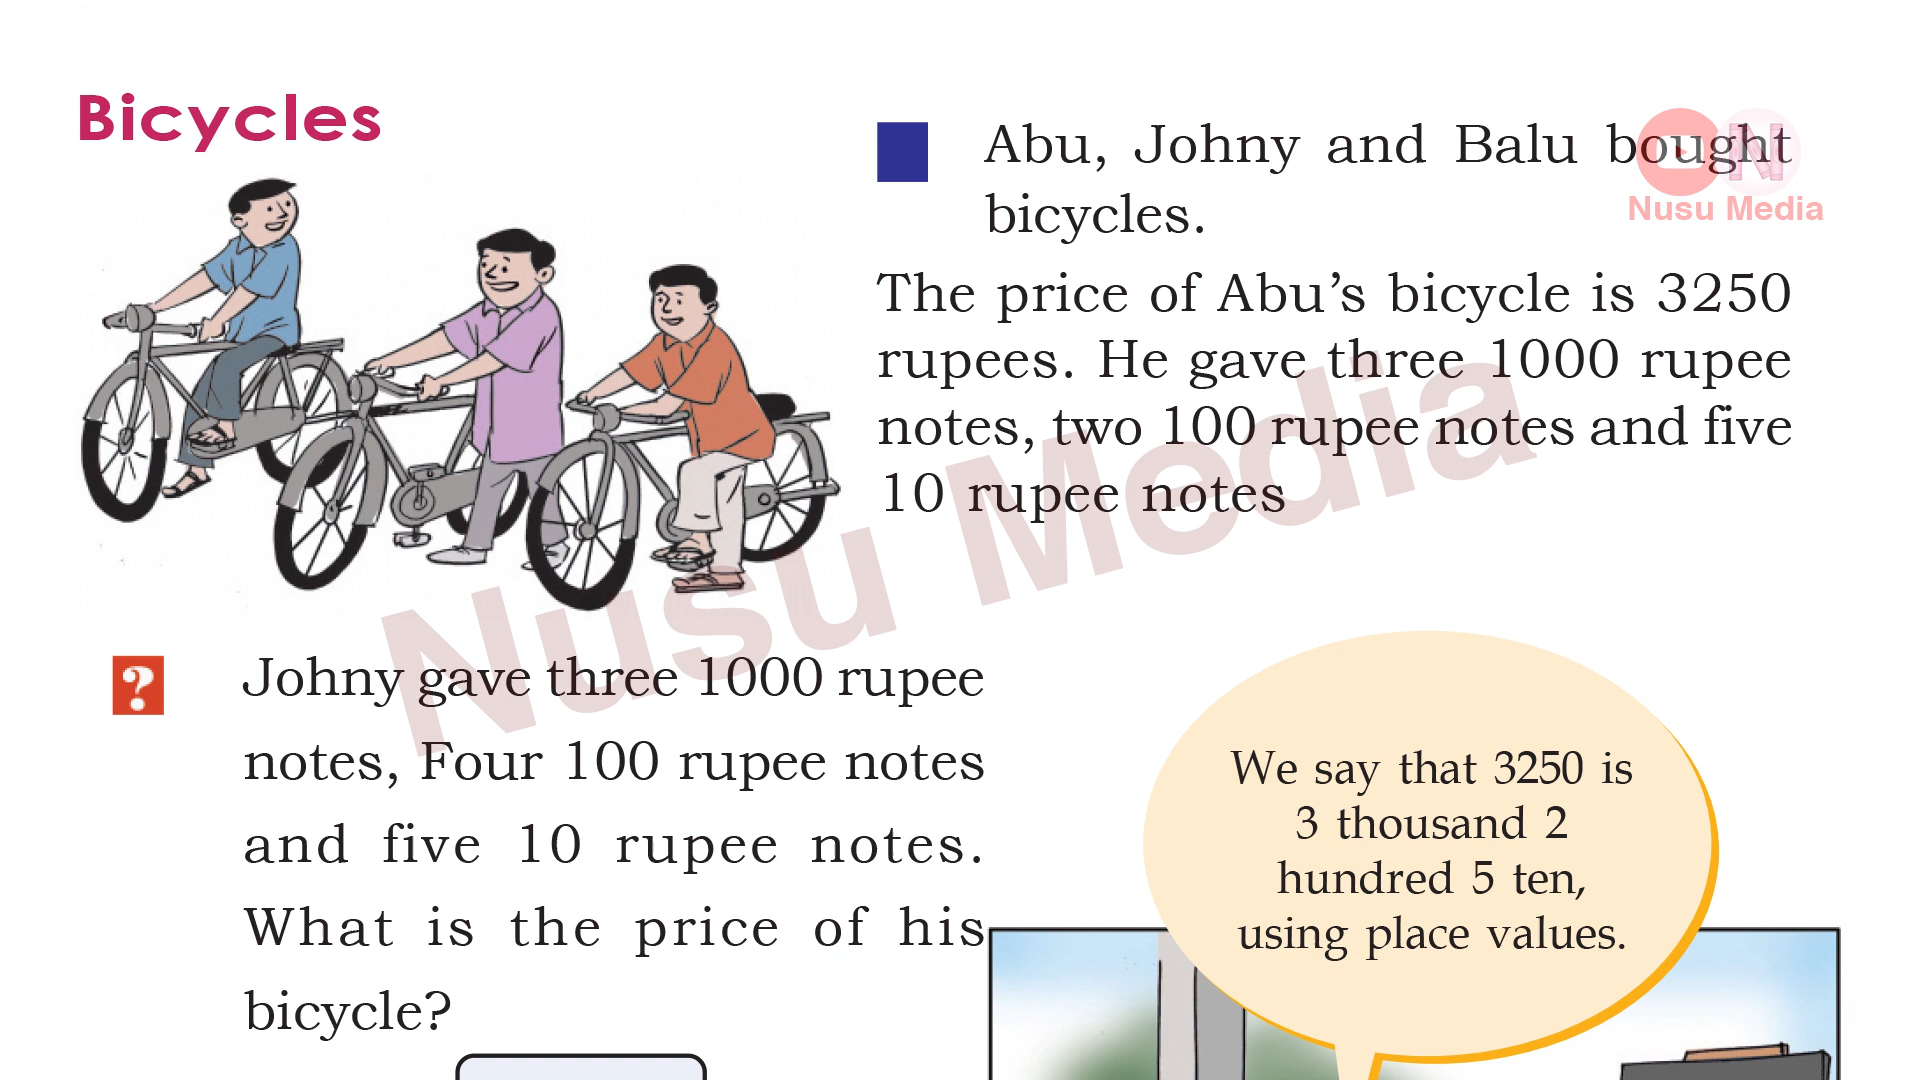 Bicycles
Abu, Johny and Balu bought
bicycles.
Nusu Media
The price of Abu’s bicycle is 3250
rupees. He gave three 1000 rupee
notes, two 100 rupee notes and five
10 rupee notes
Nusu Media
?
Johny gave three 1000 rupee
notes, Four 100 rupee notes
and five 10 rupee notes.
What is the price of his
bicycle?
We say that 3250 is
3 thousand 2
hundred 5 ten,
using place values.